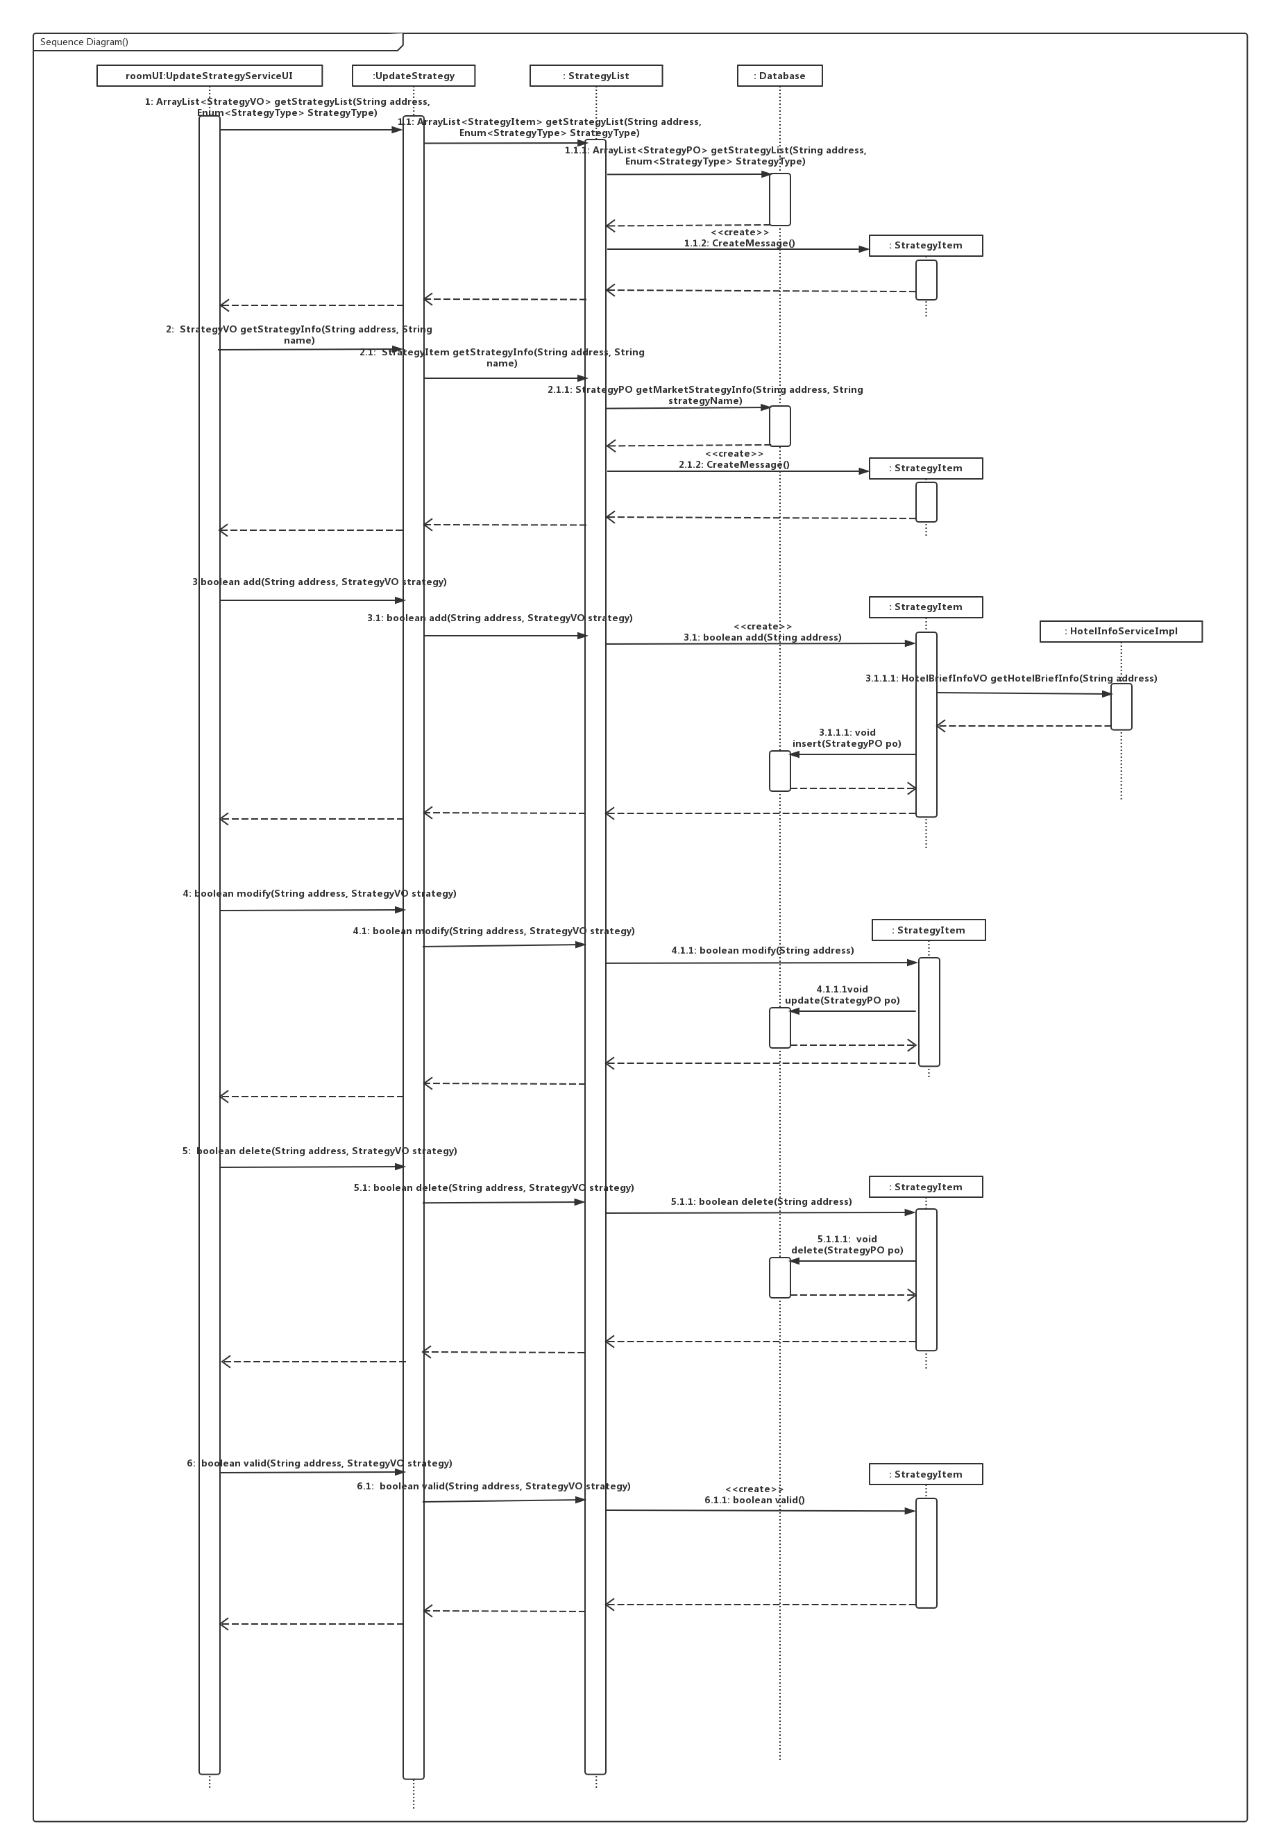 Sequence Diagram()
roomUI:UpdateStrategyServiceUI
:UpdateStrategy
: StrategyList
: Database
1: ArrayList<StrategyVO> getStrategyList(String address,
Enum<StrategyType> StrategyType)
1.1: ArrayList<StrategyItem> getStrategyList(String address,
Enum<StrategyType> StrategyType)
1.1.1: ArrayList<StrategyPO> getStrategyList(String address,
Enum<StrategyType> StrategyType)
<<create>>
1.1.2: CreateMessage()
: StrategyItem
2:  StrategyVO getStrategyInfo(String address, String
name)
2.1:  StrategyItem getStrategyInfo(String address, String
name)
2.1.1: StrategyPO getMarketStrategyInfo(String address, String
strategyName)
<<create>>
2.1.2: CreateMessage()
: StrategyItem
3 boolean add(String address, StrategyVO strategy)
: StrategyItem
3.1: boolean add(String address, StrategyVO strategy)
<<create>>
3.1: boolean add(String address)
: HotelInfoServiceImpl
3.1.1.1: HotelBriefInfoVO getHotelBriefInfo(String address)
3.1.1.1: void
insert(StrategyPO po)
4: boolean modify(String address, StrategyVO strategy)
4.1: boolean modify(String address, StrategyVO strategy)
: StrategyItem
4.1.1: boolean modify(String address)
4.1.1.1void
update(StrategyPO po)
5:  boolean delete(String address, StrategyVO strategy)
5.1: boolean delete(String address, StrategyVO strategy)
: StrategyItem
5.1.1: boolean delete(String address)
5.1.1.1:  void
delete(StrategyPO po)
6:  boolean valid(String address, StrategyVO strategy)
6.1:  boolean valid(String address, StrategyVO strategy)
: StrategyItem
<<create>>
6.1.1: boolean valid()